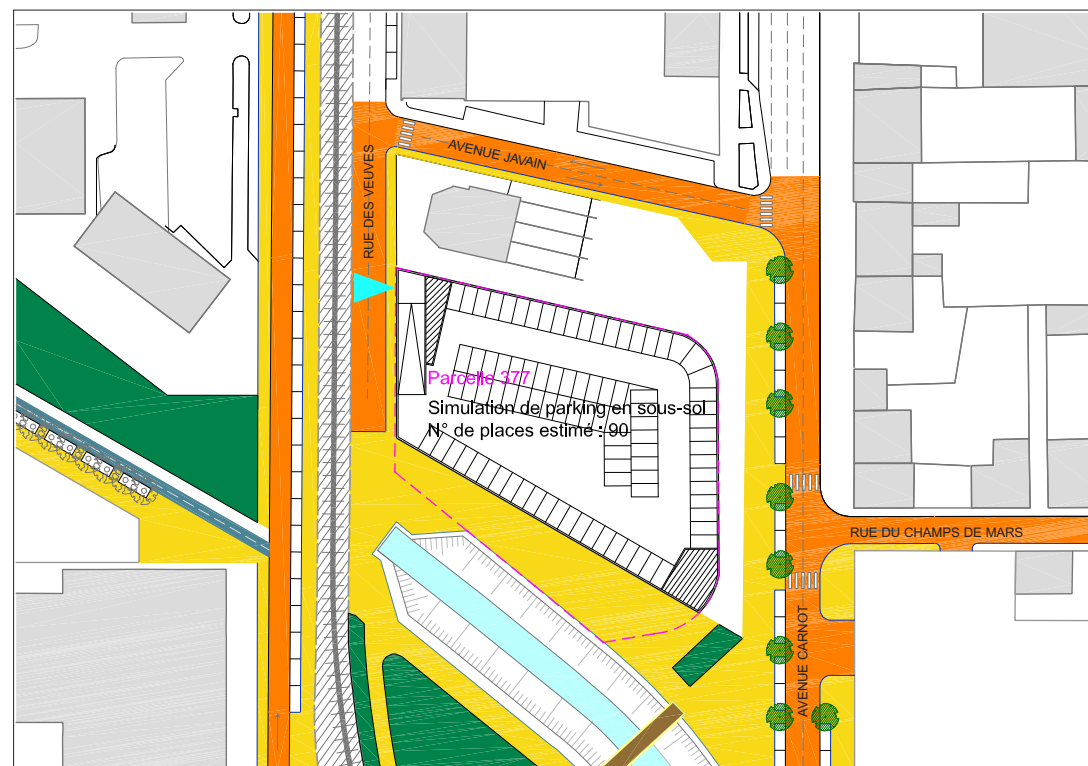 AVENUE JAVAIN
RUE DES VEUVES
Parcelle 377
Simulation de parking en sous-sol
N° de places estimé : 90
RUE DU CHAMPS DE MARS
AVENUE CARNOT